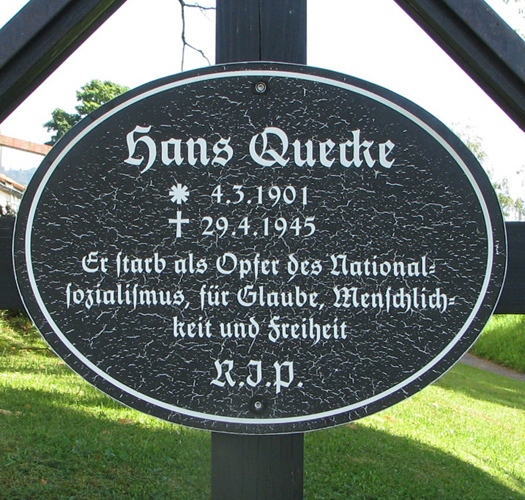 Hans Quecke
* 4.3.1901
† 29.4.1945
Er ſtarb als Opfer des National⸗
ſozialiſmus, für Glaube, Menſchlich⸗
keit und Freiheit
R.I.P.